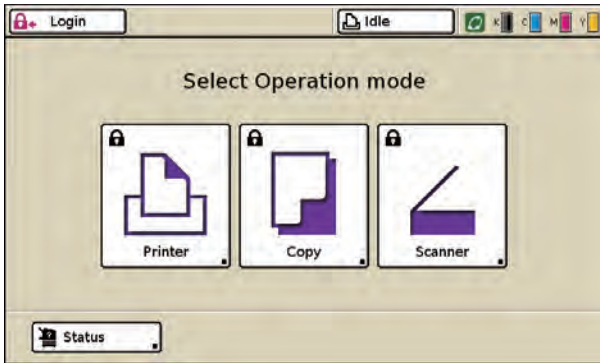 Login
Idle
K C M Y
Select Operation mode
Printer
Copy
Scanner
Status